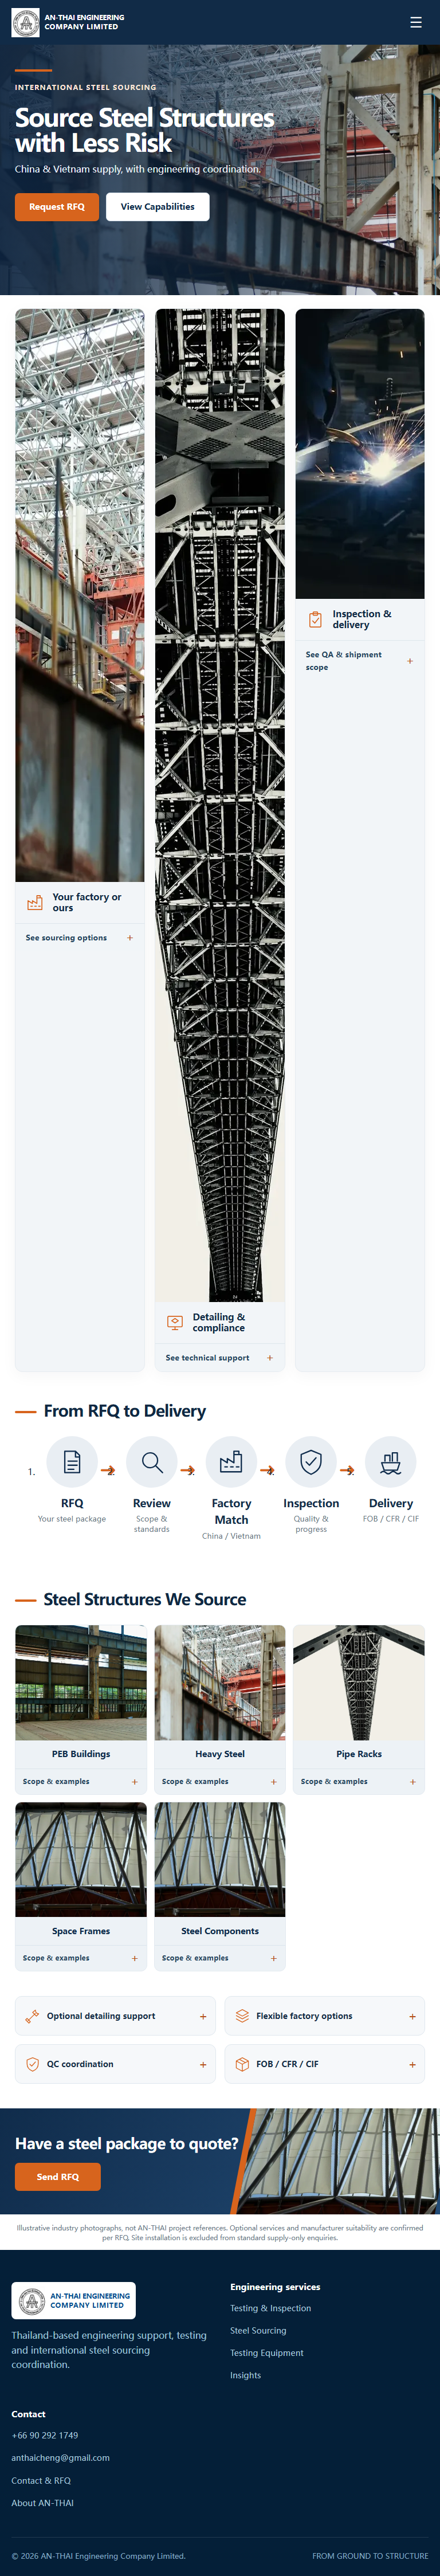 AN-THAI ENGINEERING
COMPANY LIMITED
INTERNATIONAL STEEL SOURCING
Source Steel Structures
with Less Risk
China & Vietnam supply, with engineering coordination.
Request RFQ
View Capabilities
Inspection &
delivery
See QA & shipment
scope
+
Your factory or
ours
See sourcing options
+
Detailing &
compliance
See technical support
+
From RFQ to Delivery
1.
2.
3.
4.
5.
RFQ
Your steel package
Review
Scope &
standards
Factory
Match
China / Vietnam
Inspection
Quality &
progress
Delivery
FOB / CFR / CIF
Steel Structures We Source
PEB Buildings
Scope & examples
+
Heavy Steel
Scope & examples
+
Pipe Racks
Scope & examples
+
Space Frames
Scope & examples
+
Steel Components
Scope & examples
+
Optional detailing support
+
Flexible factory options
+
QC coordination
+
FOB / CFR / CIF
+
Have a steel package to quote?
Send RFQ
Illustrative industry photographs, not AN-THAI project references. Optional services and manufacturer suitability are confirmed
per RFQ. Site installation is excluded from standard supply-only enquiries.
AN-THAI ENGINEERING
COMPANY LIMITED
Thailand-based engineering support, testing
and international steel sourcing
coordination.
Engineering services
Testing & Inspection
Steel Sourcing
Testing Equipment
Insights
Contact
+66 90 292 1749
anthaicheng@gmail.com
Contact & RFQ
About AN-THAI
© 2026 AN-THAI Engineering Company Limited.
FROM GROUND TO STRUCTURE